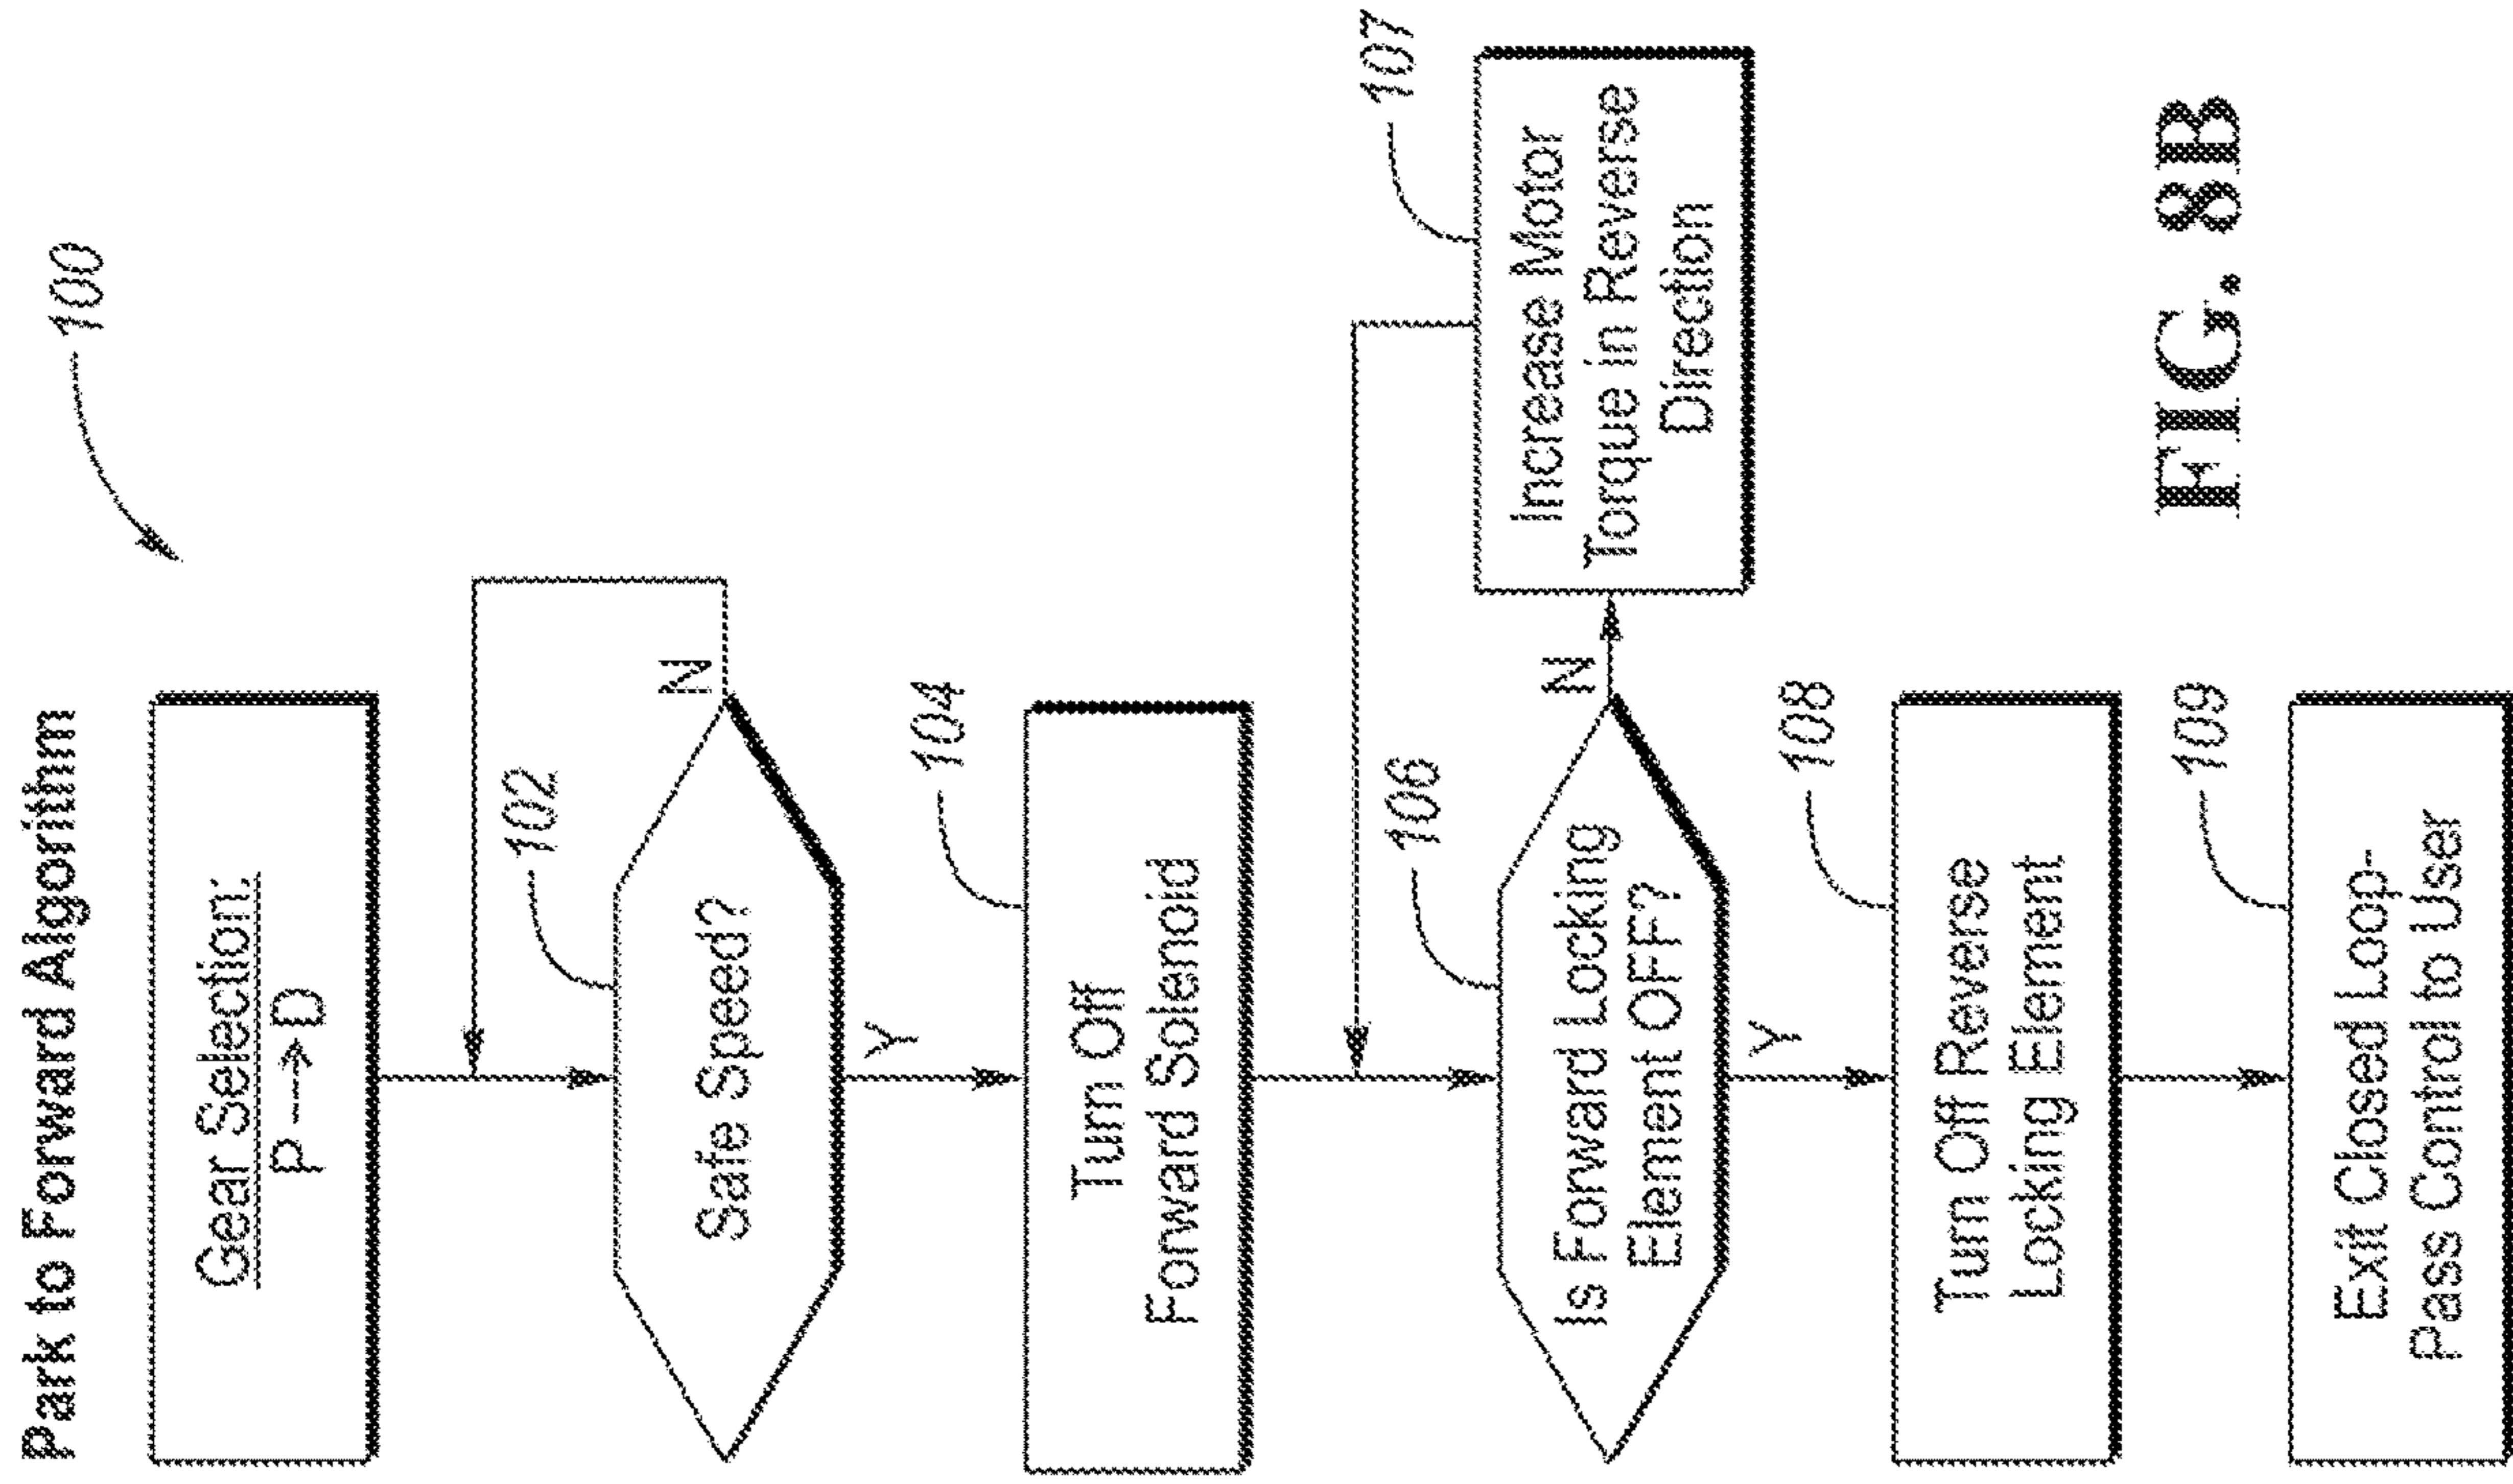 Park to Forward Algorithm
100
Gear Selection:
P→D
102
Safe Speed?
N
Y
104
Turn Off
Forward Solenoid
106
Is Forward Locking
Element OFF?
N
107
Increase Motor
Torque in Reverse
Direction
Y
108
Turn Off Reverse
Locking Element
109
Exit Closed Loop-
Pass Control to User
FIG. 8B